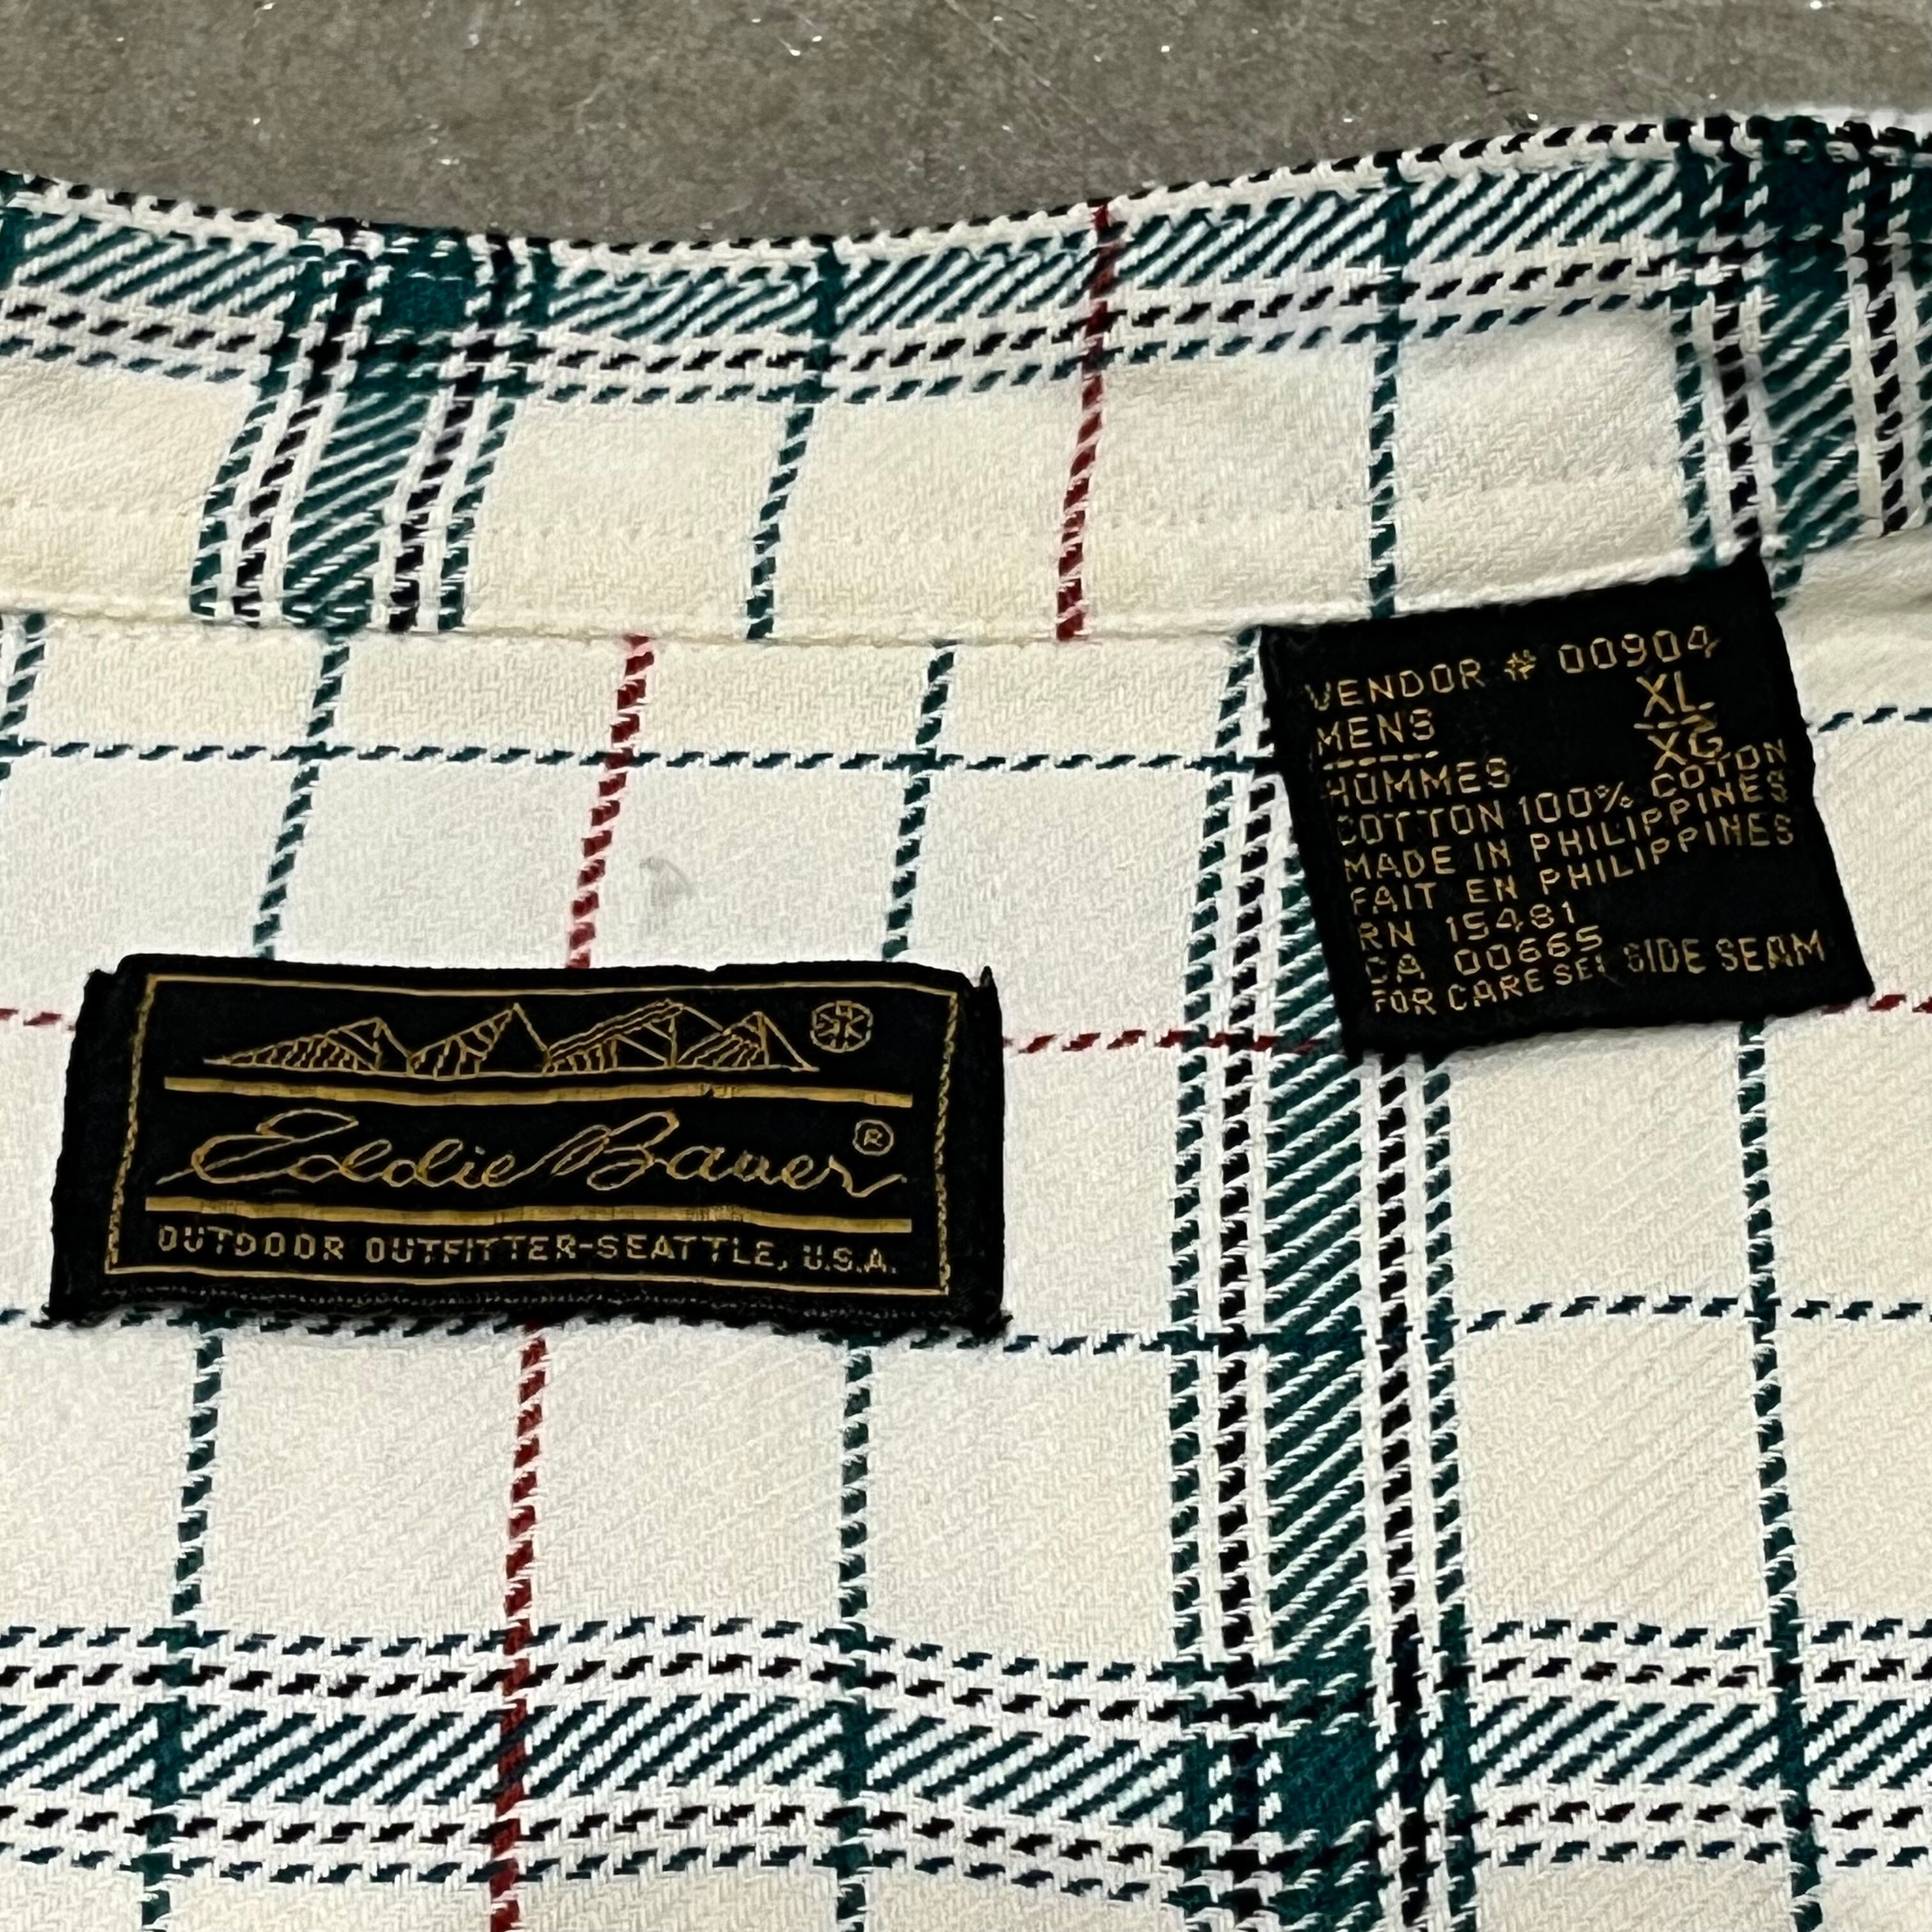 VENDOR # 00904
MENS XL
HOMMES XG
COTTON 100% COTON
MADE IN PHILIPPINES
FAIT EN PHILIPPINES
RN 15481
CA 00665
FOR CARE SEE SIDE SEAM
Eddie Bauer ®
OUTDOOR OUTFITTER-SEATTLE, U.S.A.